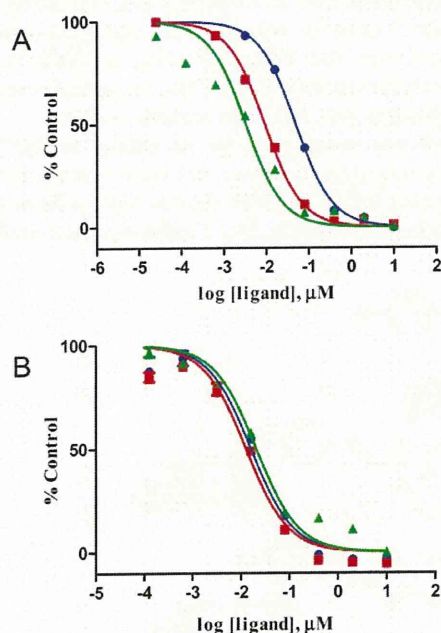 A
100
50
0
% Control
-6 -5 -4 -3 -2 -1 0 1 2
log [ligand], μM
B
100
50
0
% Control
-5 -4 -3 -2 -1 0 1 2
log [ligand], μM